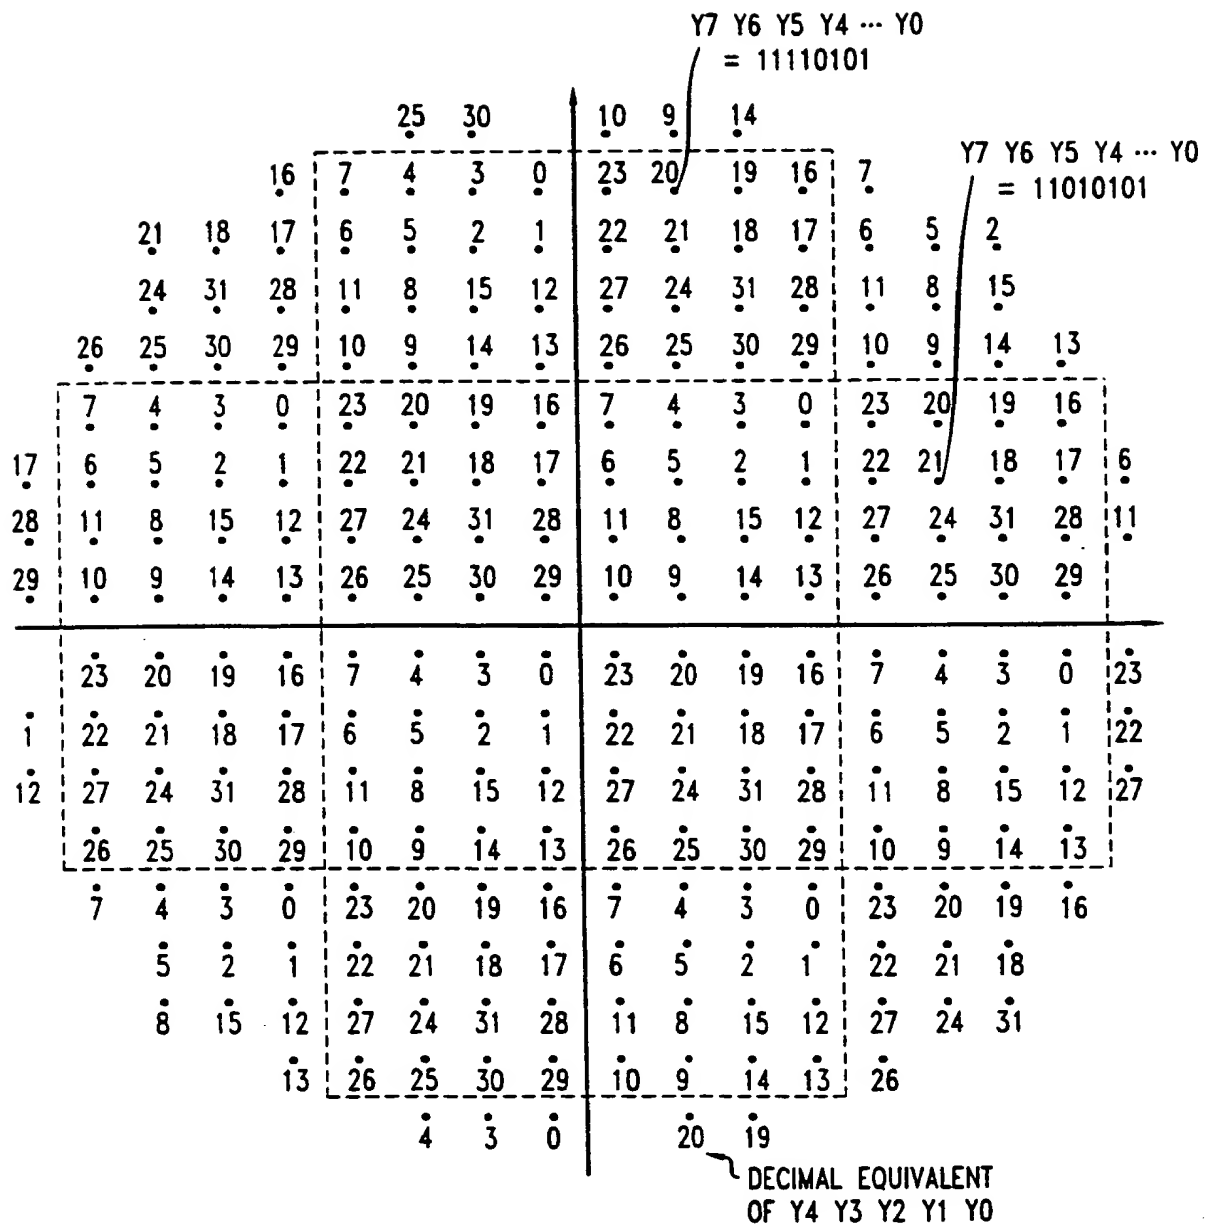 Y7 Y6 Y5 Y4 ··· Y0
= 11110101
25 30 10 9 14
Y7 Y6 Y5 Y4 ··· Y0
= 11010101
16 7 4 3 0 23 20 19 16 7
21 18 17 6 5 2 1 22 21 18 17 6 5 2
24 31 28 11 8 15 12 27 24 31 28 11 8 15
26 25 30 29 10 9 14 13 26 25 30 29 10 9 14 13
7 4 3 0 23 20 19 16 7 4 3 0 23 20 19 16
17 6 5 2 1 22 21 18 17 6 5 2 1 22 21 18 17 6
28 11 8 15 12 27 24 31 28 11 8 15 12 27 24 31 28 11
29 10 9 14 13 26 25 30 29 10 9 14 13 26 25 30 29
23 20 19 16 7 4 3 0 23 20 19 16 7 4 3 0 23
1 22 21 18 17 6 5 2 1 22 21 18 17 6 5 2 1 22
12 27 24 31 28 11 8 15 12 27 24 31 28 11 8 15 12 27
26 25 30 29 10 9 14 13 26 25 30 29 10 9 14 13
7 4 3 0 23 20 19 16 7 4 3 0 23 20 19 16
5 2 1 22 21 18 17 6 5 2 1 22 21 18
8 15 12 27 24 31 28 11 8 15 12 27 24 31
13 26 25 30 29 10 9 14 13 26
4 3 0 20 19
DECIMAL EQUIVALENT
OF Y4 Y3 Y2 Y1 Y0